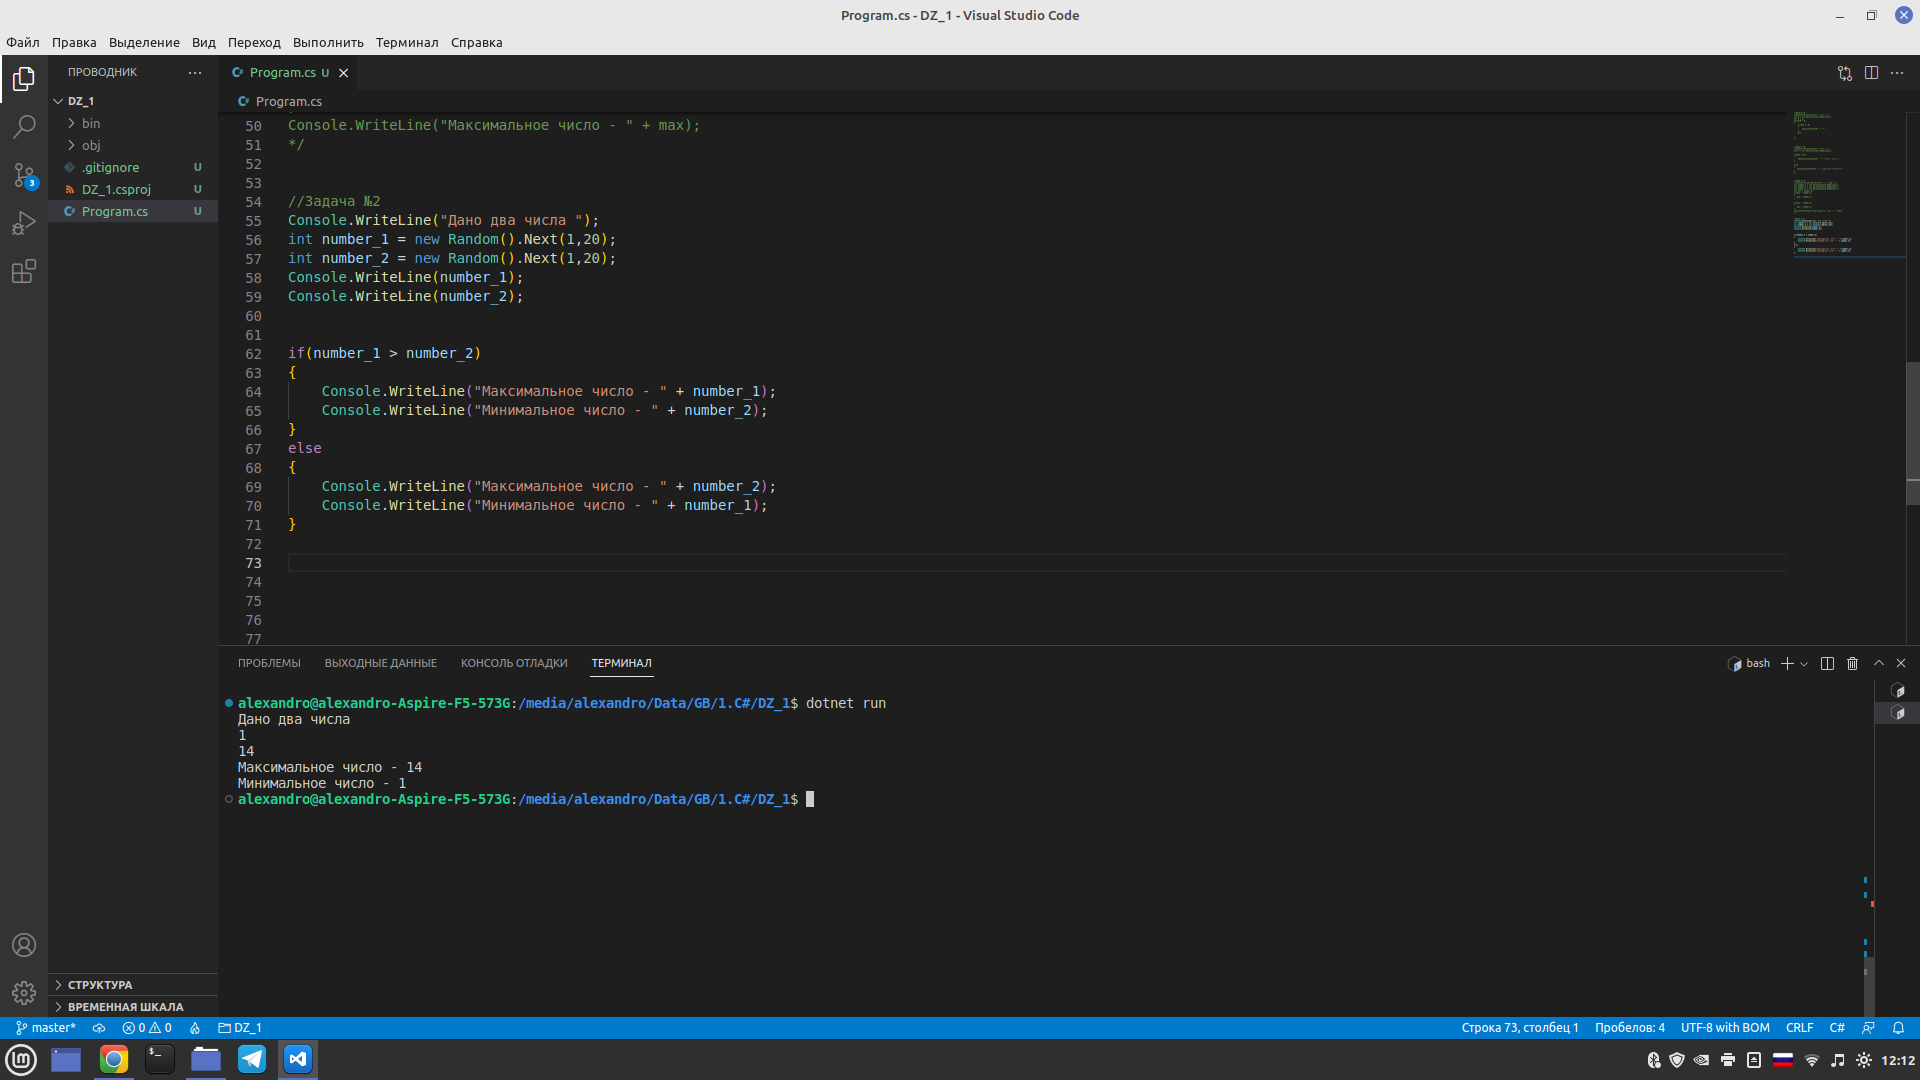 Program.cs - DZ_1 - Visual Studio Code
Файл Правка Выделение Вид Переход Выполнить Терминал Справка
ПРОВОДНИК
DZ_1
bin
obj
.gitignore U
DZ_1.csproj U
Program.cs U
3
СТРУКТУРА
ВРЕМЕННАЯ ШКАЛА
Program.cs U
Program.cs
50 Console.WriteLine("Максимальное число - " + max);
51 */
52
53
54 //Задача №2
55 Console.WriteLine("Дано два числа ");
56 int number_1 = new Random().Next(1,20);
57 int number_2 = new Random().Next(1,20);
58 Console.WriteLine(number_1);
59 Console.WriteLine(number_2);
60
61
62 if(number_1 > number_2)
63 {
64 Console.WriteLine("Максимальное число - " + number_1);
65 Console.WriteLine("Минимальное число - " + number_2);
66 }
67 else
68 {
69 Console.WriteLine("Максимальное число - " + number_2);
70 Console.WriteLine("Минимальное число - " + number_1);
71 }
72
73
74
75
76
77
ПРОБЛЕМЫ ВЫХОДНЫЕ ДАННЫЕ КОНСОЛЬ ОТЛАДКИ ТЕРМИНАЛ
bash
alexandro@alexandro-Aspire-F5-573G:/media/alexandro/Data/GB/1.C#/DZ_1$ dotnet run
Дано два числа
1
14
Максимальное число - 14
Минимальное число - 1
alexandro@alexandro-Aspire-F5-573G:/media/alexandro/Data/GB/1.C#/DZ_1$
master* 0 0 DZ_1
Строка 73, столбец 1 Пробелов: 4 UTF-8 with BOM CRLF C#
12:12